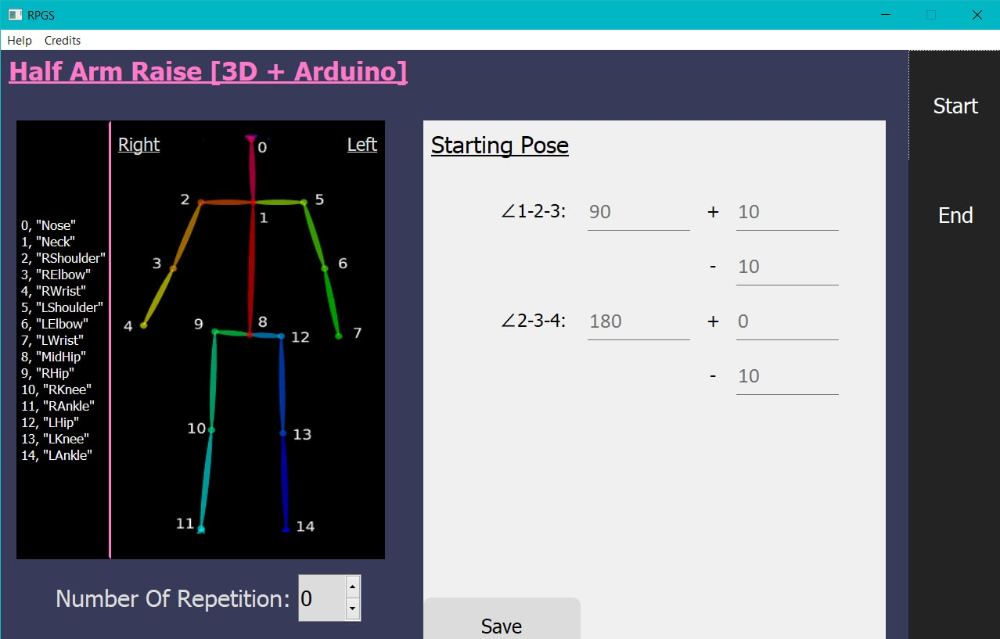 RPGS
Help Credits
Half Arm Raise [3D + Arduino]
Right Left
0
1
2
3
4
5
6
7
8
9
10
11
12
13
14
0, "Nose"
1, "Neck"
2, "RShoulder"
3, "RElbow"
4, "RWrist"
5, "LShoulder"
6, "LElbow"
7, "LWrist"
8, "MidHip"
9, "RHip"
10, "RKnee"
11, "RAnkle"
12, "LHip"
13, "LKnee"
14, "LAnkle"
Number Of Repetition: 0
Starting Pose
∠1-2-3: 90 + 10
- 10
∠2-3-4: 180 + 0
- 10
Save
Start
End